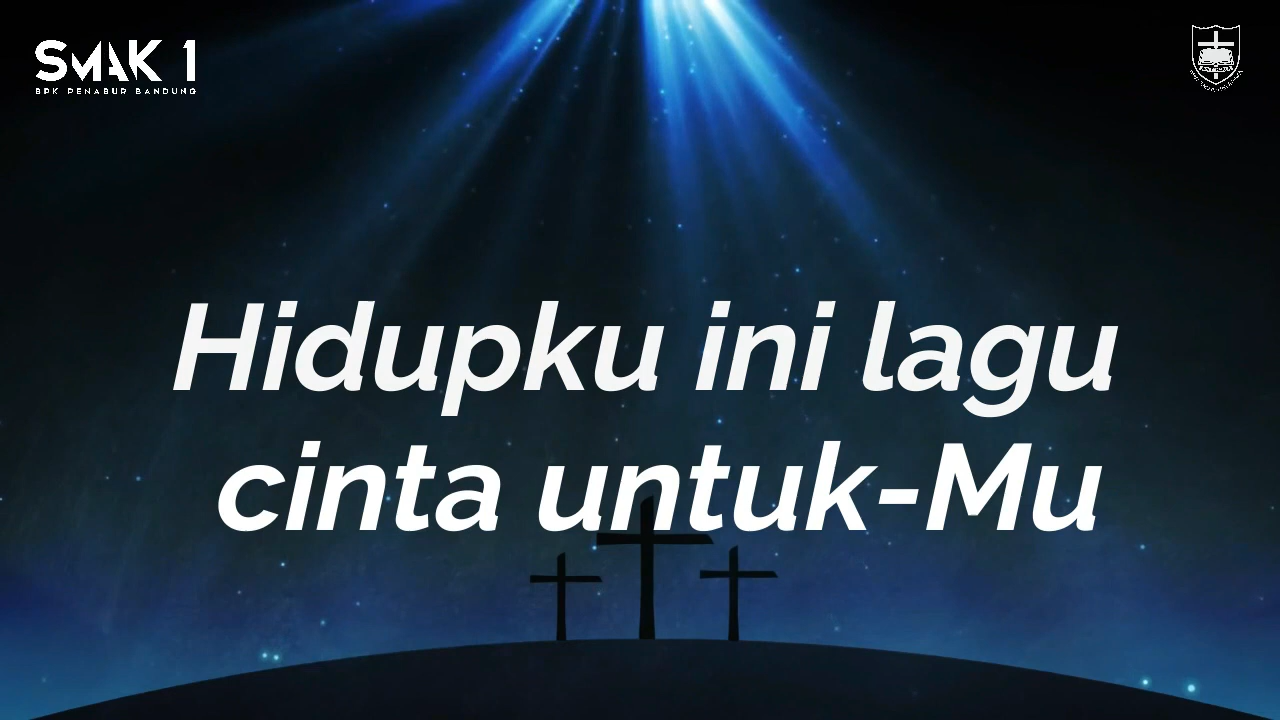 SMAK 1
BPK PENABUR BANDUNG
Hidupku ini lagu
cinta untuk-Mu